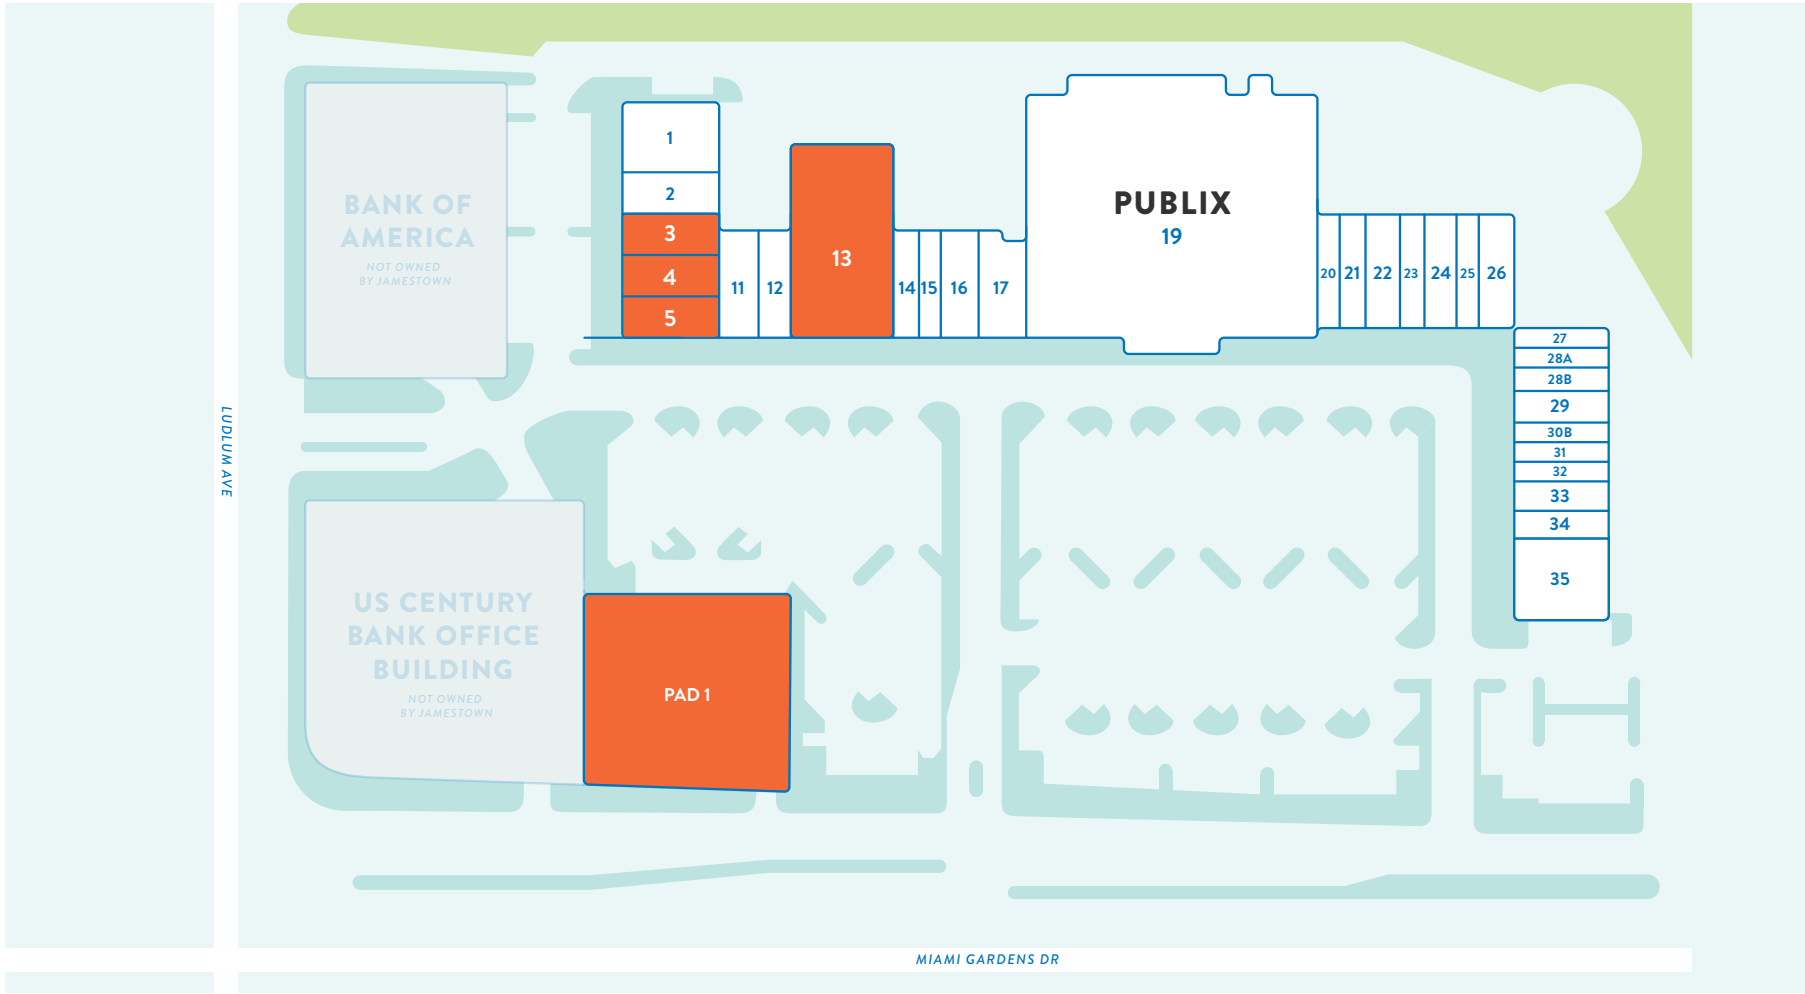 BANK OF
AMERICA
NOT OWNED
BY JAMESTOWN
1
2
3
4
5
11
12
13
14
15
16
17
PUBLIX
19
20
21
22
23
24
25
26
27
28A
28B
29
30B
31
32
33
34
35
LUDLUM AVE
US CENTURY
BANK OFFICE
BUILDING
NOT OWNED
BY JAMESTOWN
PAD 1
MIAMI GARDENS DR